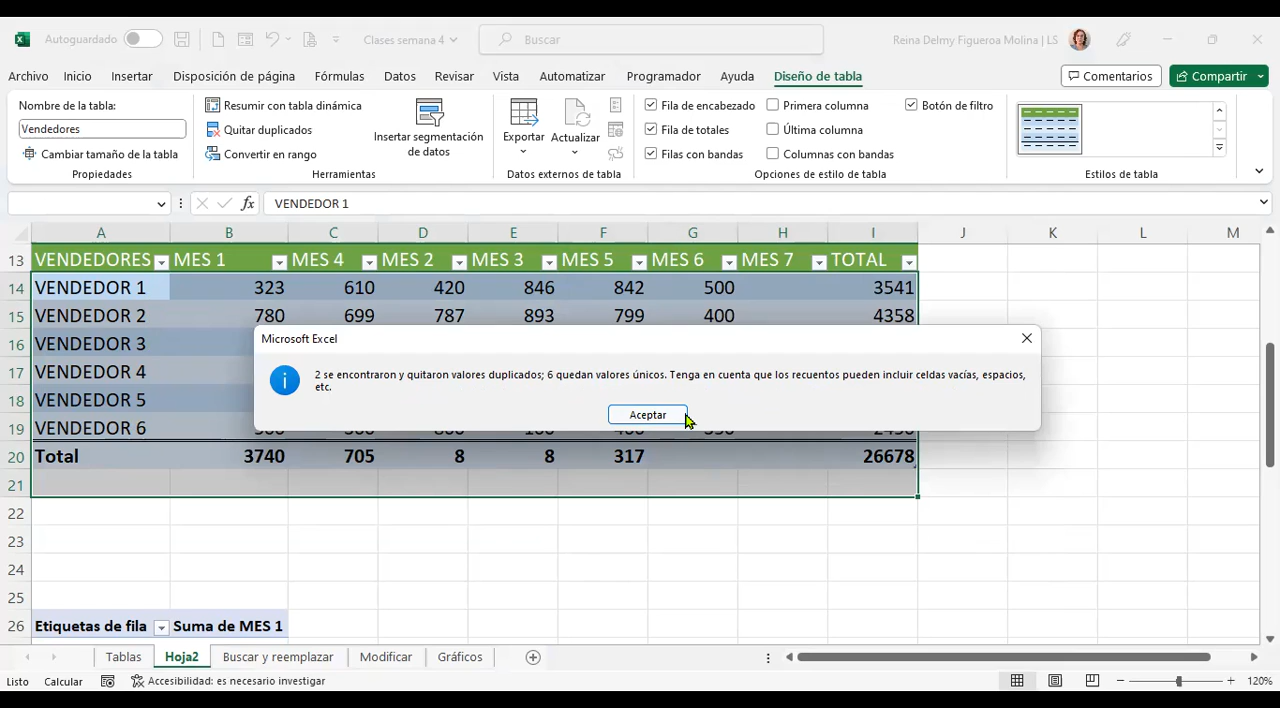 Autoguardado
Clases semana 4
Buscar
Reina Delmy Figueroa Molina | LS
Archivo Inicio Insertar Disposición de página Fórmulas Datos Revisar Vista Automatizar Programador Ayuda Diseño de tabla Comentarios Compartir
Nombre de la tabla:
Vendedores
Cambiar tamaño de la tabla
Propiedades
Resumir con tabla dinámica
Quitar duplicados
Convertir en rango
Insertar segmentación
de datos
Herramientas
Exportar Actualizar
Datos externos de tabla
Fila de encabezado Primera columna Botón de filtro
Fila de totales Última columna
Filas con bandas Columnas con bandas
Opciones de estilo de tabla
Estilos de tabla
fx VENDEDOR 1
A B C D E F G H I J K L M
13 VENDEDORES MES 1 MES 4 MES 2 MES 3 MES 5 MES 6 MES 7 TOTAL
14 VENDEDOR 1 323 610 420 846 842 500 3541
15 VENDEDOR 2 780 699 787 893 799 400 4358
16 VENDEDOR 3
17 VENDEDOR 4
18 VENDEDOR 5
19 VENDEDOR 6
Microsoft Excel
2 se encontraron y quitaron valores duplicados; 6 quedan valores únicos. Tenga en cuenta que los recuentos pueden incluir celdas vacías, espacios,
etc.
Aceptar
20 Total 3740 705 8 8 317 26678
21
22
23
24
25
26 Etiquetas de fila Suma de MES 1
Tablas Hoja2 Buscar y reemplazar Modificar Gráficos
Listo Calcular Accesibilidad: es necesario investigar 120%